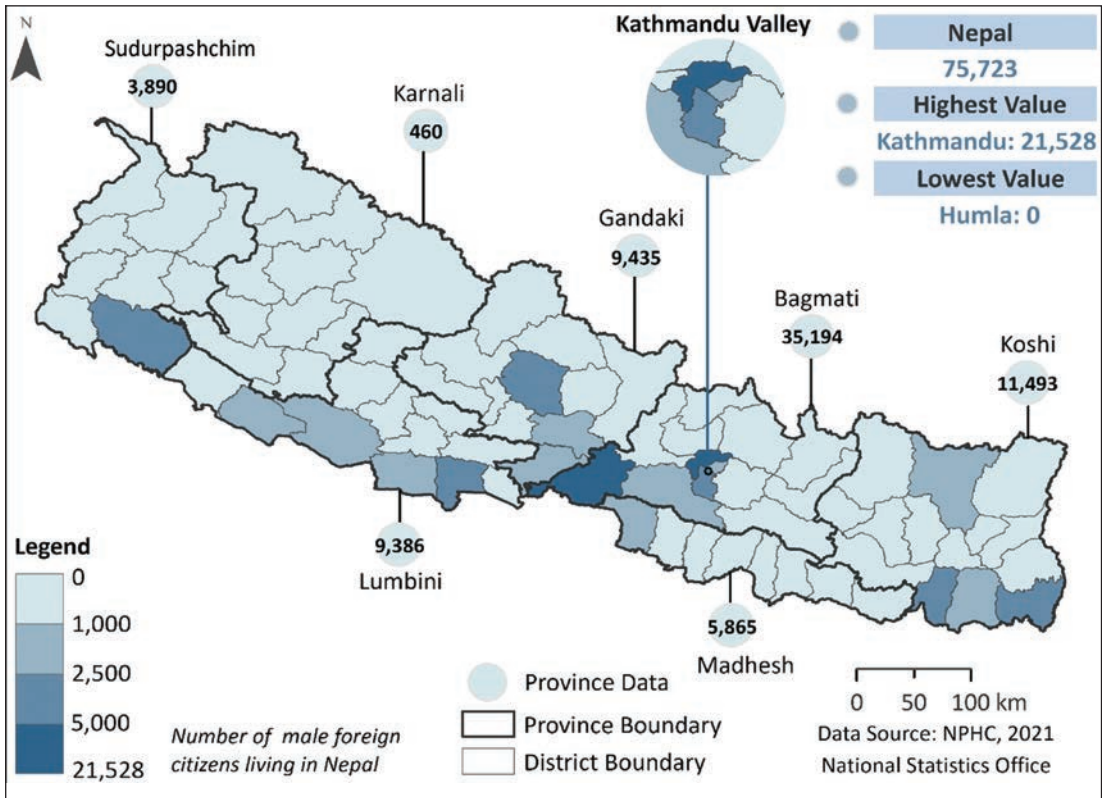 N
Sudurpashchim
3,890
Karnali
460
Kathmandu Valley
Nepal
75,723
Highest Value
Kathmandu: 21,528
Lowest Value
Humla: 0
Gandaki
9,435
Bagmati
35,194
Koshi
11,493
9,386
Lumbini
5,865
Madhesh
Legend
0
1,000
2,500
5,000
21,528
Number of male foreign
citizens living in Nepal
Province Data
Province Boundary
District Boundary
0 50 100 km
Data Source: NPHC, 2021
National Statistics Office